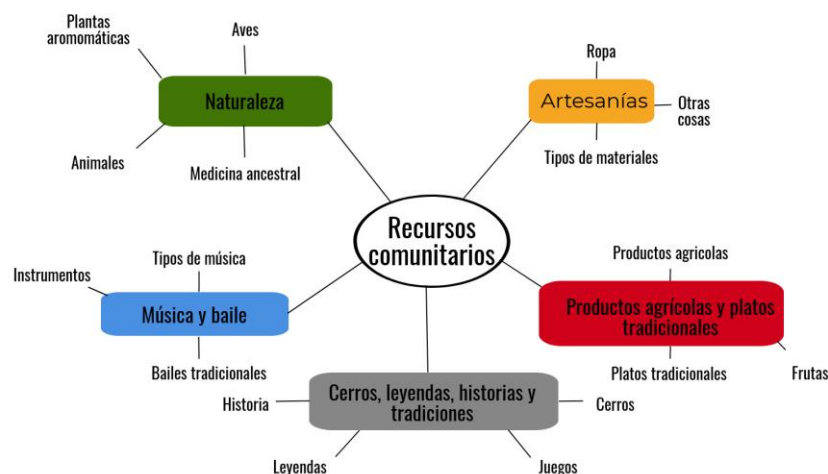 Plantas
aromomáticas
Aves
Naturaleza
Animales
Medicina ancestral
Ropa
Artesanías
Otras
cosas
Tipos de materiales
Recursos
comunitarios
Tipos de música
Instrumentos
Música y baile
Bailes tradicionales
Productos agricolas
Productos agrícolas y platos
tradicionales
Platos tradicionales
Frutas
Cerros, leyendas, historias y
tradiciones
Historia
Cerros
Leyendas
Juegos